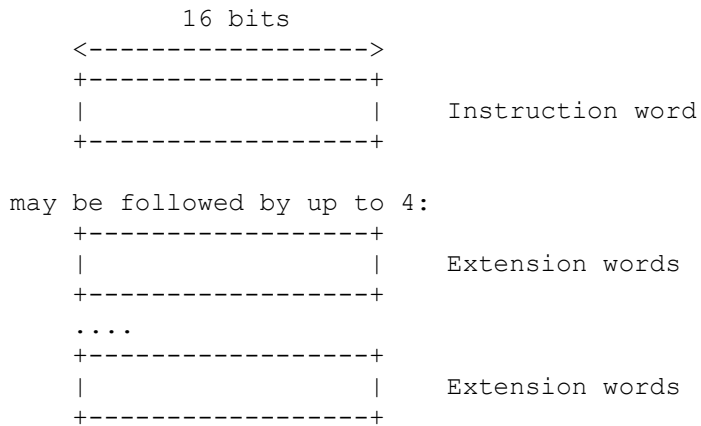 16 bits
<------------------>
+------------------+
|                  |    Instruction word
+------------------+
may be followed by up to 4:
+------------------+
|                  |    Extension words
+------------------+
....
+------------------+
|                  |    Extension words
+------------------+